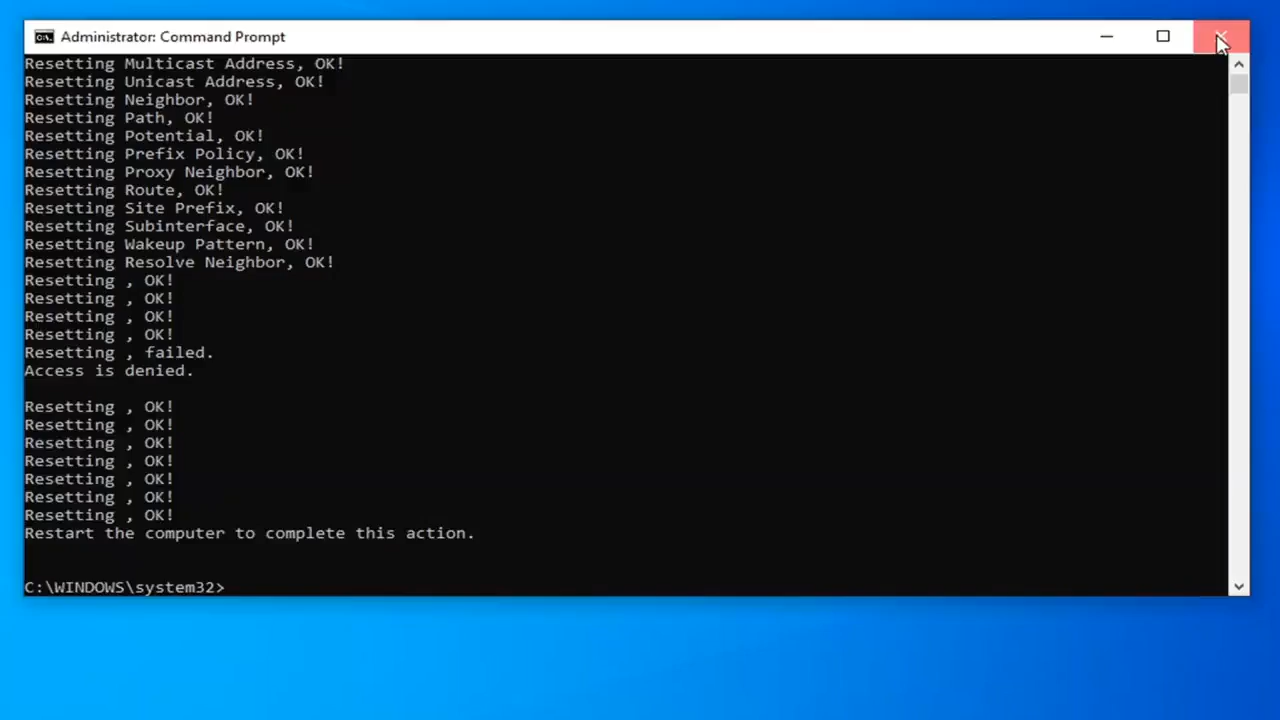 Administrator: Command Prompt
Resetting Multicast Address, OK!
Resetting Unicast Address, OK!
Resetting Neighbor, OK!
Resetting Path, OK!
Resetting Potential, OK!
Resetting Prefix Policy, OK!
Resetting Proxy Neighbor, OK!
Resetting Route, OK!
Resetting Site Prefix, OK!
Resetting Subinterface, OK!
Resetting Wakeup Pattern, OK!
Resetting Resolve Neighbor, OK!
Resetting , OK!
Resetting , OK!
Resetting , OK!
Resetting , OK!
Resetting , failed.
Access is denied.
Resetting , OK!
Resetting , OK!
Resetting , OK!
Resetting , OK!
Resetting , OK!
Resetting , OK!
Resetting , OK!
Restart the computer to complete this action.
C:\WINDOWS\system32>